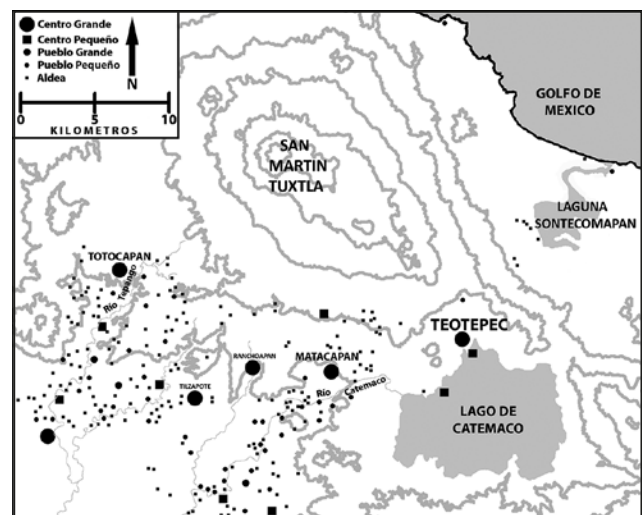 Centro Grande
Centro Pequeño
Pueblo Grande
Pueblo Pequeño
Aldea
N
0 5 10
KILOMETROS
GOLFO DE
MEXICO
SAN
MARTIN
TUXTLA
LAGUNA
SONTECOMAPAN
TOTOCAPAN
Río Tepango
TEOTEPEC
RANCHOAPAN
MATACAPAN
TILZAPOTE
Río Catemaco
LAGO DE
CATEMACO